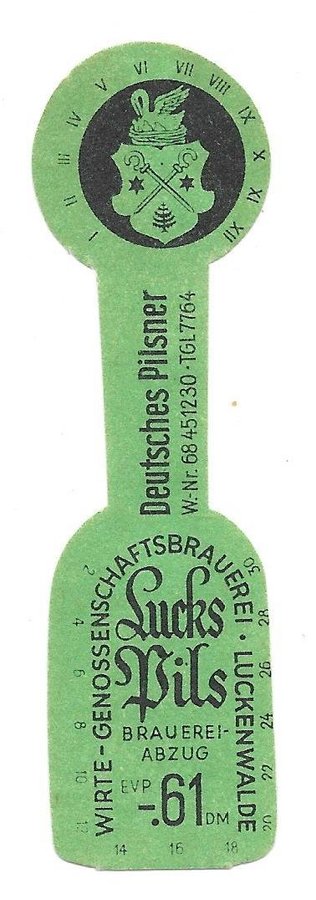 I II III IV V VI VII VIII IX X XI XII
Deutsches Pilsner
W-Nr. 68 451230 · TGL 7764
WIRTE-GENOSSENSCHAFTSBRAUEREI · LUCKENWALDE
Lucks
Pils
BRAUEREI-
ABZUG
EVP -.61 DM
2 4 6 8 10 12 14 16 18 20 22 24 26 28 30